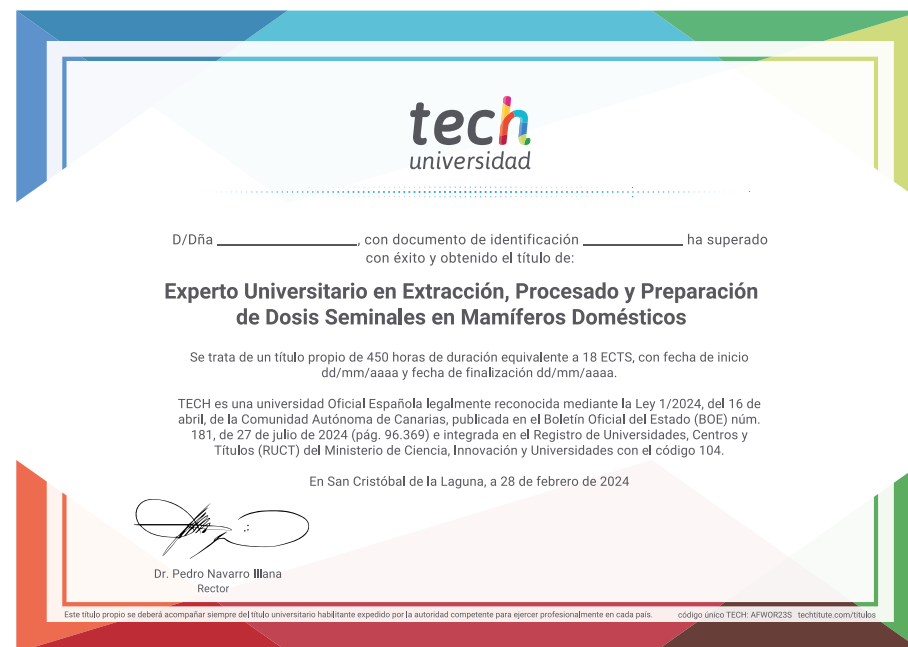 tech
universidad
D/Dña ____________________, con documento de identificación ______________ ha superado
con éxito y obtenido el título de:
Experto Universitario en Extracción, Procesado y Preparación
de Dosis Seminales en Mamíferos Domésticos
Se trata de un título propio de 450 horas de duración equivalente a 18 ECTS, con fecha de inicio
dd/mm/aaaa y fecha de finalización dd/mm/aaaa.
TECH es una universidad Oficial Española legalmente reconocida mediante la Ley 1/2024, del 16 de
abril, de la Comunidad Autónoma de Canarias, publicada en el Boletín Oficial del Estado (BOE) núm.
181, de 27 de julio de 2024 (pág. 96.369) e integrada en el Registro de Universidades, Centros y
Títulos (RUCT) del Ministerio de Ciencia, Innovación y Universidades con el código 104.
En San Cristóbal de la Laguna, a 28 de febrero de 2024
Dr. Pedro Navarro Illana
Rector
Este título propio se deberá acompañar siempre del título universitario habilitante expedido por la autoridad competente para ejercer profesionalmente en cada país. código único TECH: AFWOR23S techtitute.com/titulos